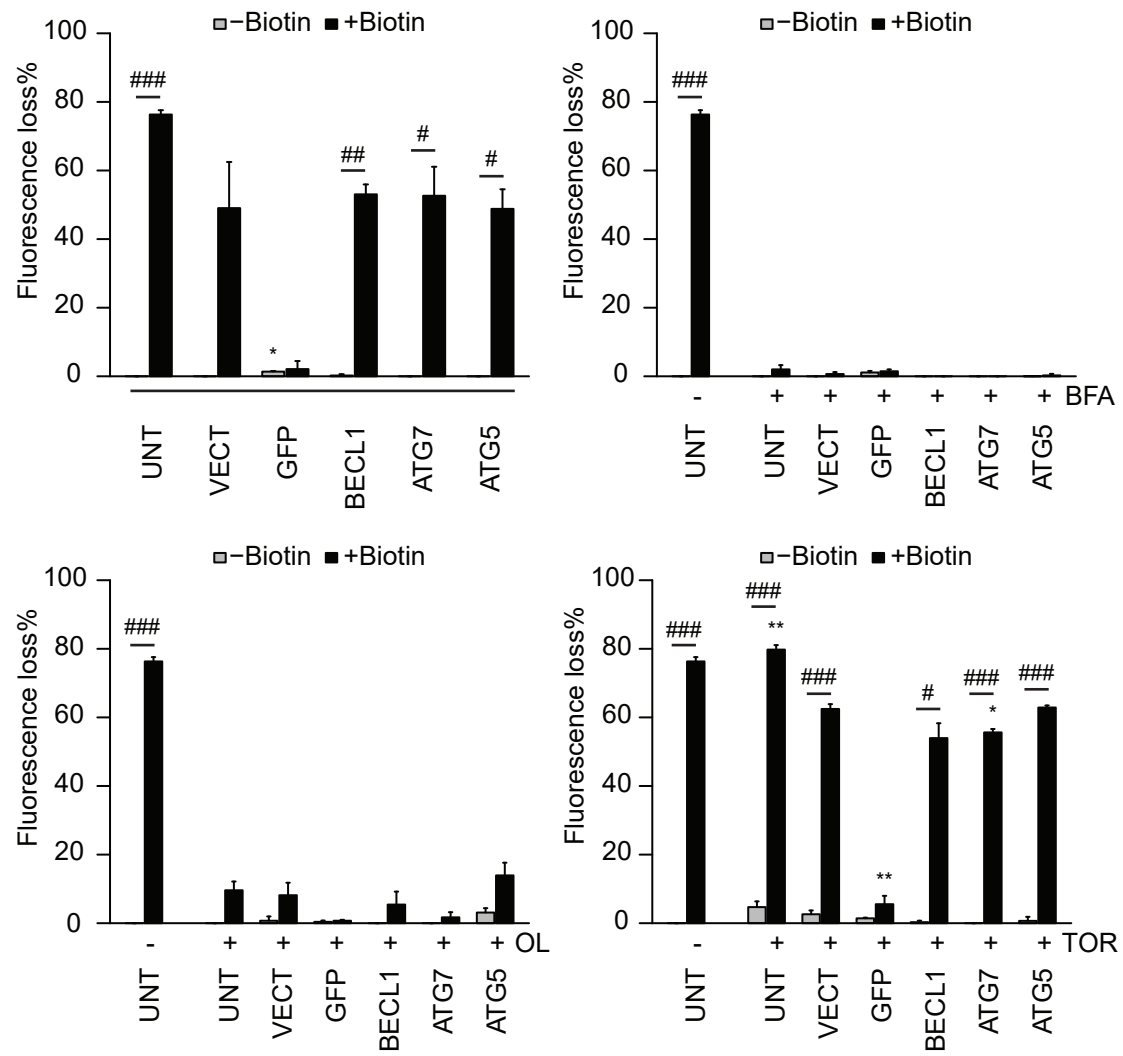 −Biotin +Biotin
Fluorescence loss%
100
80
60
40
20
0
###
*
##
#
#
UNT
VECT
GFP
BECL1
ATG7
ATG5
−Biotin +Biotin
Fluorescence loss%
100
80
60
40
20
0
###
- + + + + + + BFA
UNT
UNT
VECT
GFP
BECL1
ATG7
ATG5
−Biotin +Biotin
Fluorescence loss%
100
80
60
40
20
0
###
- + + + + + + OL
UNT
UNT
VECT
GFP
BECL1
ATG7
ATG5
−Biotin +Biotin
Fluorescence loss%
100
80
60
40
20
0
###
###
**
###
**
#
###
*
###
- + + + + + + TOR
UNT
UNT
VECT
GFP
BECL1
ATG7
ATG5